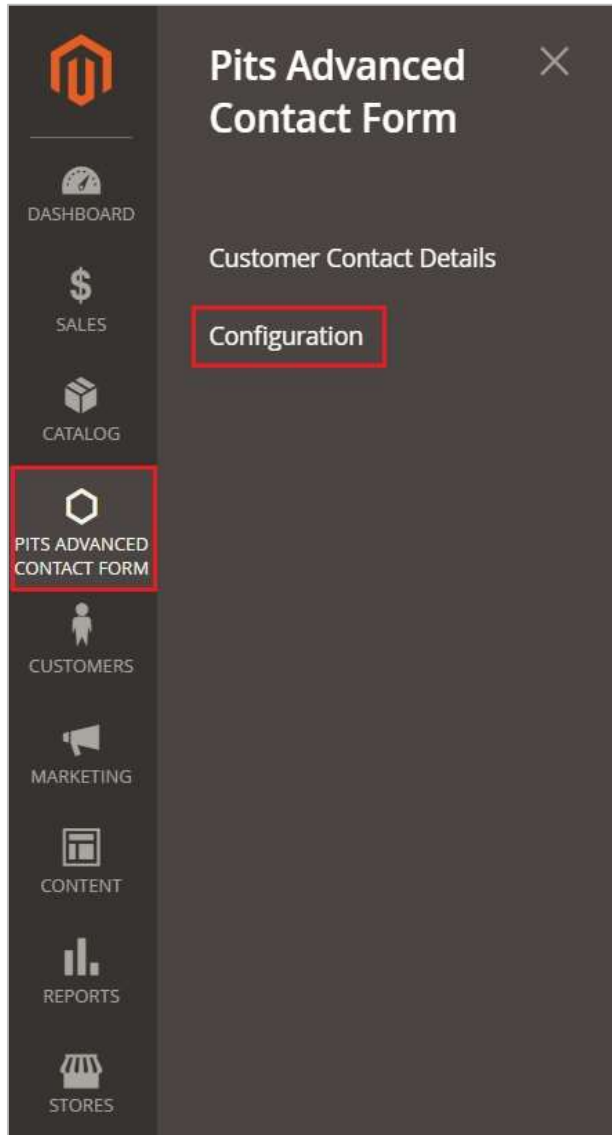 Pits Advanced
Contact Form
Customer Contact Details
Configuration
DASHBOARD
$
SALES
CATALOG
PITS ADVANCED
CONTACT FORM
CUSTOMERS
MARKETING
CONTENT
REPORTS
STORES